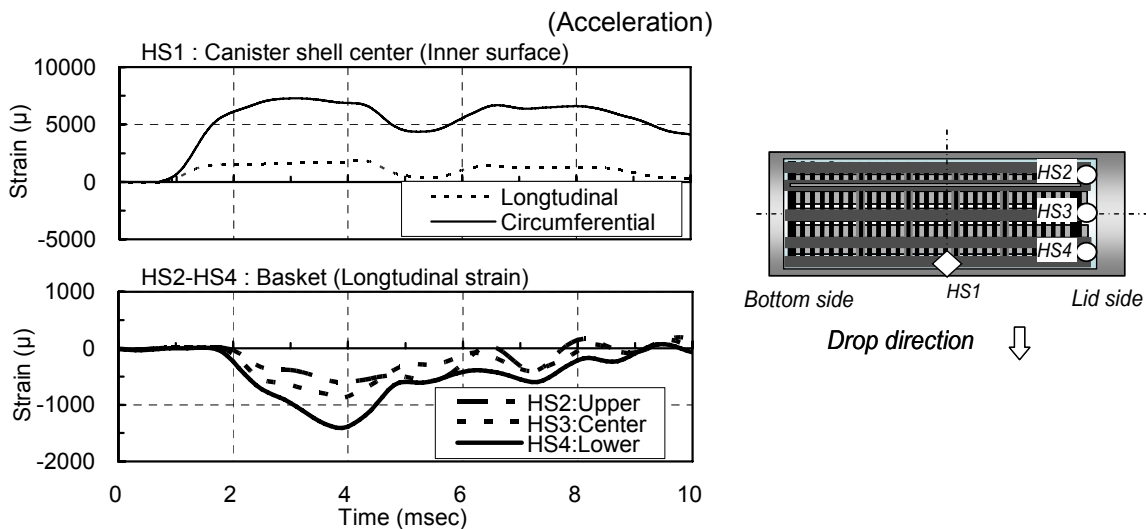 (Acceleration)
HS1 : Canister shell center (Inner surface)
10000
5000
0
-5000
Strain (μ)
Longtudinal
Circumferential
HS2-HS4 : Basket (Longtudinal strain)
1000
0
-1000
-2000
Strain (μ)
HS2:Upper
HS3:Center
HS4:Lower
0 2 4 6 8 10
Time (msec)
HS2
HS3
HS4
HS1
Bottom side
Lid side
Drop direction